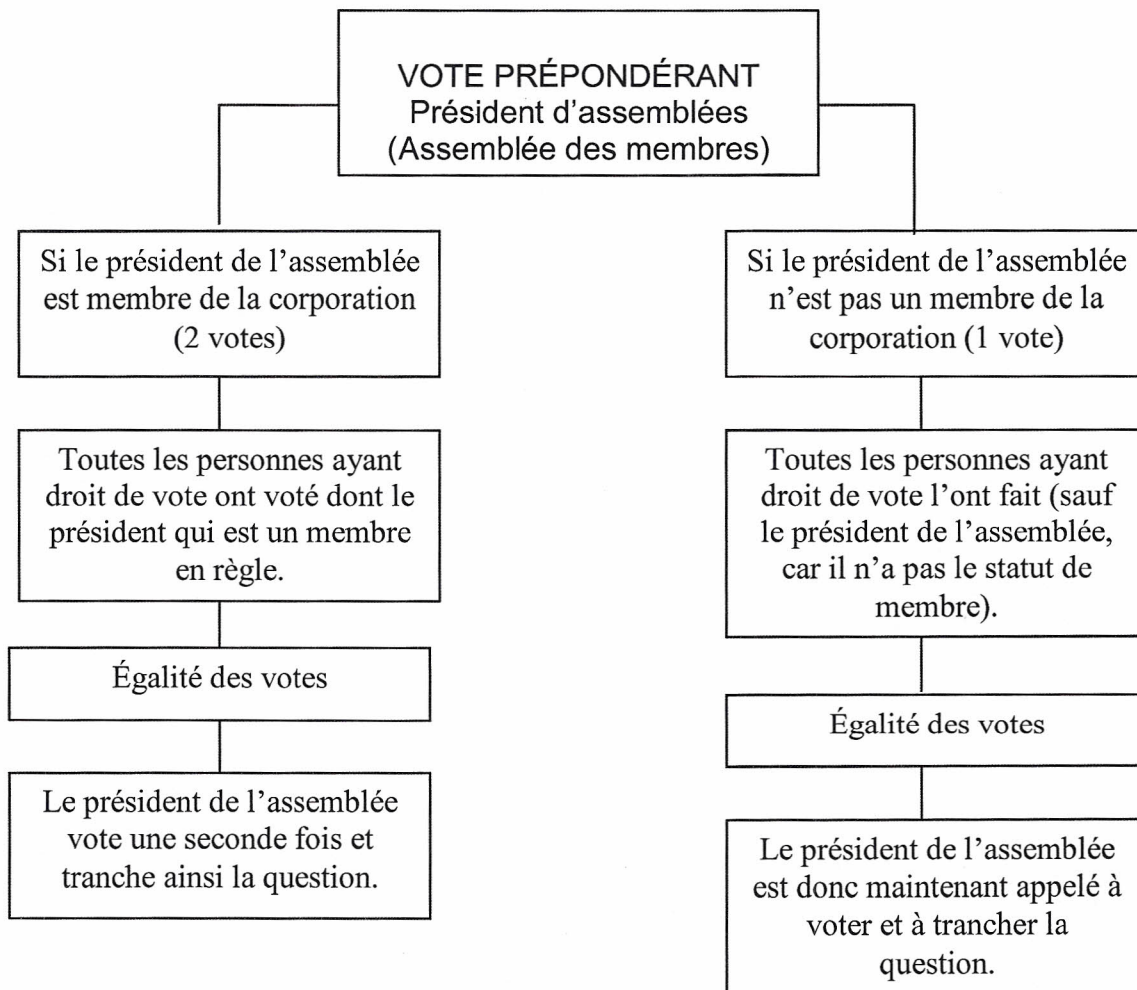 VOTE PRÉPONDÉRANT
Président d'assemblées
(Assemblée des membres)
Si le président de l'assemblée
est membre de la corporation
(2 votes)
Toutes les personnes ayant
droit de vote ont voté dont le
président qui est un membre
en règle.
Égalité des votes
Le président de l'assemblée
vote une seconde fois et
tranche ainsi la question.
Si le président de l'assemblée
n'est pas un membre de la
corporation (1 vote)
Toutes les personnes ayant
droit de vote l'ont fait (sauf
le président de l'assemblée,
car il n'a pas le statut de
membre).
Égalité des votes
Le président de l'assemblée
est donc maintenant appelé à
voter et à trancher la
question.